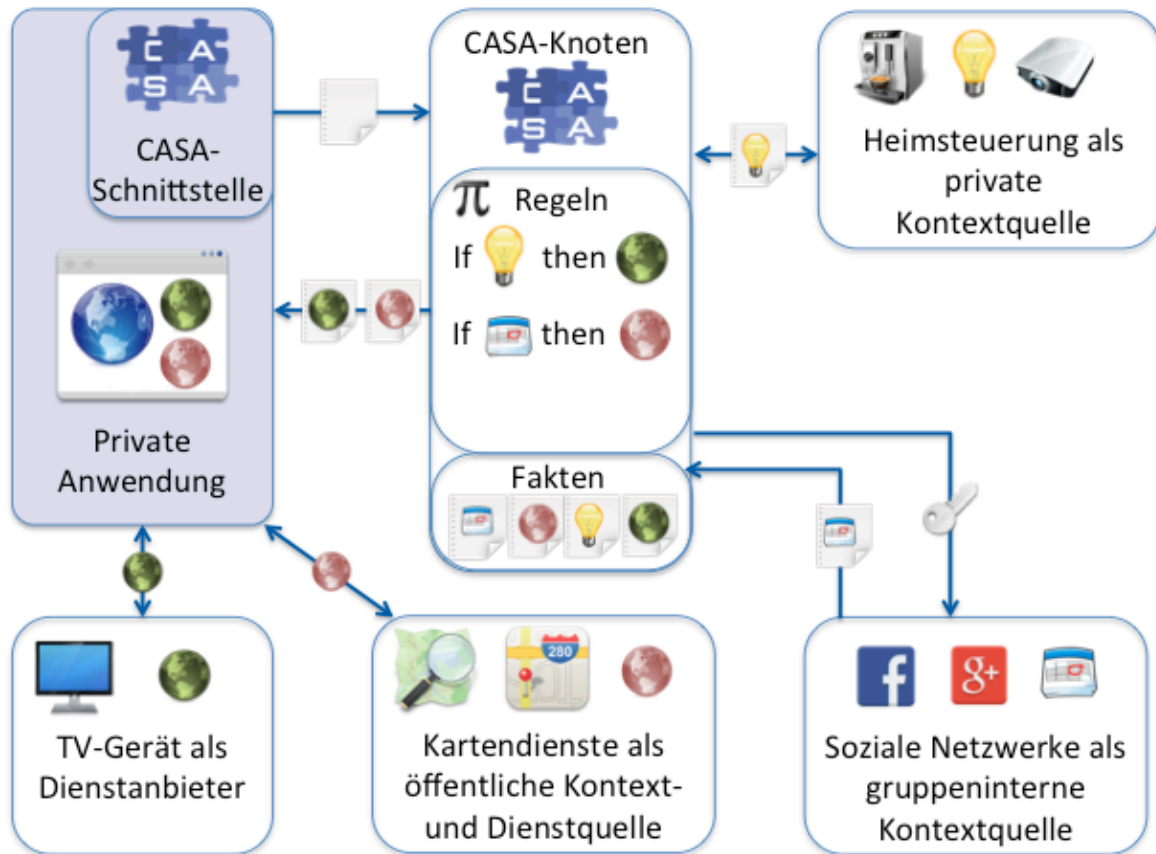 C A
S A
CASA-
Schnittstelle
Private
Anwendung
CASA-Knoten
C A
S A
π Regeln
If then
If then
Fakten
Heimsteuerung als
private
Kontextquelle
TV-Gerät als
Dienstanbieter
280
Kartendienste als
öffentliche Kontext-
und Dienstquelle
f g+
Soziale Netzwerke als
gruppeninterne
Kontextquelle